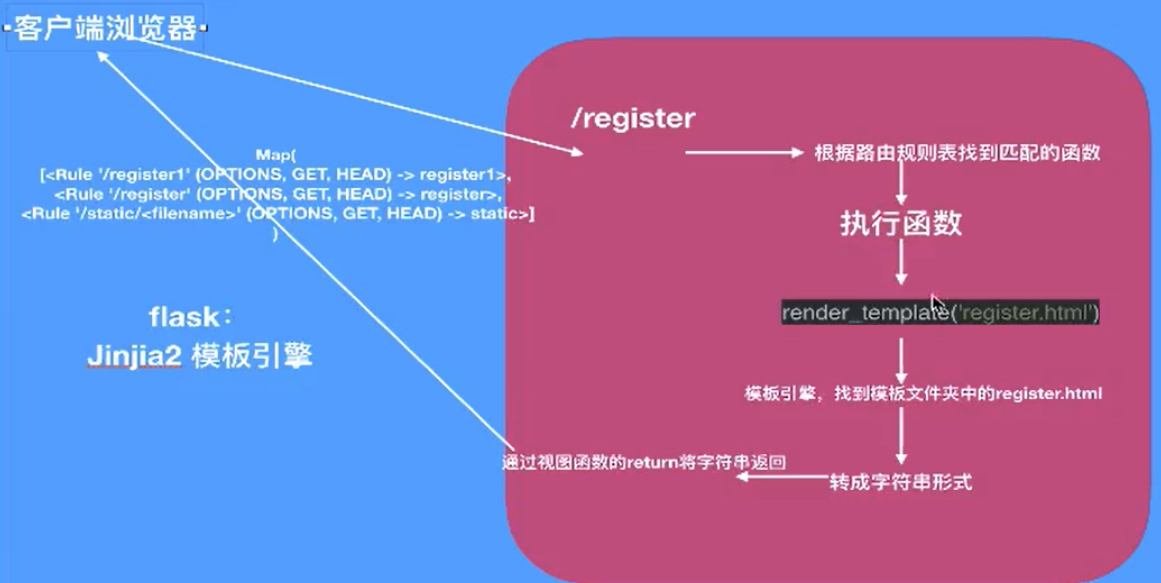 客户端浏览器
/register
根据路由规则表找到匹配的函数
Map(
[<Rule '/register1' (OPTIONS, GET, HEAD) -> register1>,
<Rule '/register' (OPTIONS, GET, HEAD) -> register>,
<Rule '/static/<filename>' (OPTIONS, GET, HEAD) -> static>]
)
执行函数
render_template('register.html')
flask：
Jinjia2 模板引擎
模板引擎，找到模板文件夹中的register.html
转成字符串形式
通过视图函数的return将字符串返回